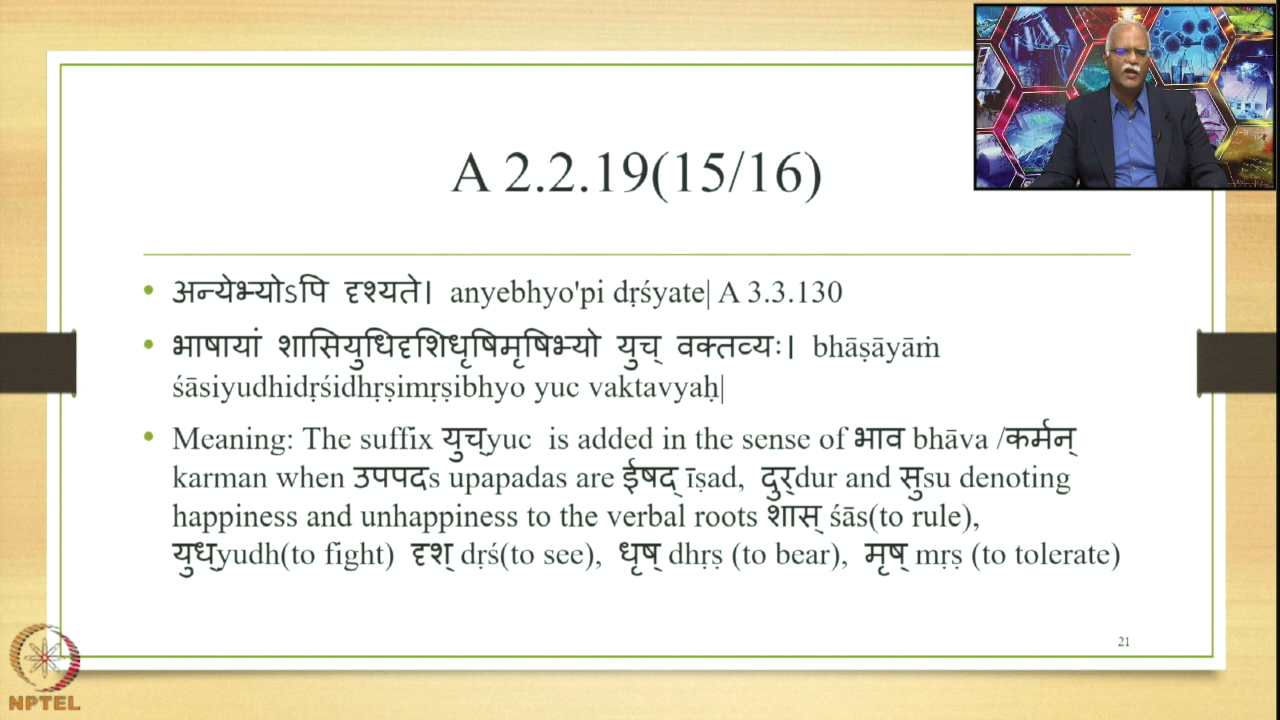 A 2.2.19(15/16)
अन्येभ्योऽपि दृश्यते। anyebhyo'pi dṛśyate| A 3.3.130
भाषायां शासियुधिदृशिधृषिमृषिभ्यो युच् वक्तव्यः। bhāṣāyāṁ
śāsiyudhidṛśidhṛṣimṛṣibhyo yuc vaktavyaḥ|
Meaning: The suffix युच्yuc is added in the sense of भाव bhāva /कर्मन्
karman when उपपदs upapadas are ईषद् īṣad, दुर्dur and सुsu denoting
happiness and unhappiness to the verbal roots शास् śās(to rule),
युध्yudh(to fight) दृश् dṛś(to see), धृष् dhṛṣ (to bear), मृष् mṛṣ (to tolerate)
21
NPTEL